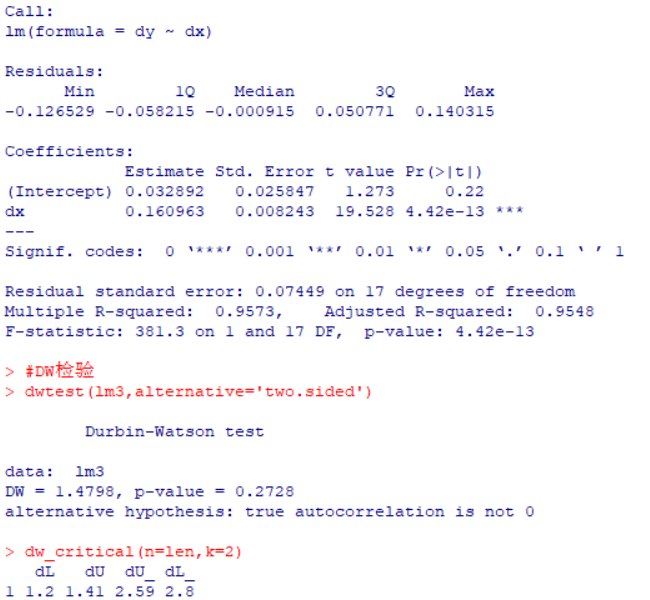 Call:
lm(formula = dy ~ dx)
Residuals:
      Min        1Q    Median        3Q       Max
-0.126529 -0.058215 -0.000915  0.050771  0.140315
Coefficients:
            Estimate Std. Error t value Pr(>|t|)
(Intercept) 0.032892   0.025847   1.273     0.22
dx          0.160963   0.008243  19.528 4.42e-13 ***
---
Signif. codes:  0 ‘***’ 0.001 ‘**’ 0.01 ‘*’ 0.05 ‘.’ 0.1 ‘ ’ 1
Residual standard error: 0.07449 on 17 degrees of freedom
Multiple R-squared:  0.9573,    Adjusted R-squared:  0.9548
F-statistic: 381.3 on 1 and 17 DF,  p-value: 4.42e-13
> #DW检验
> dwtest(lm3,alternative='two.sided')
        Durbin-Watson test
data:  lm3
DW = 1.4798, p-value = 0.2728
alternative hypothesis: true autocorrelation is not 0
> dw_critical(n=len,k=2)
   dL   dU  dU_ dL_
1 1.2 1.41 2.59 2.8